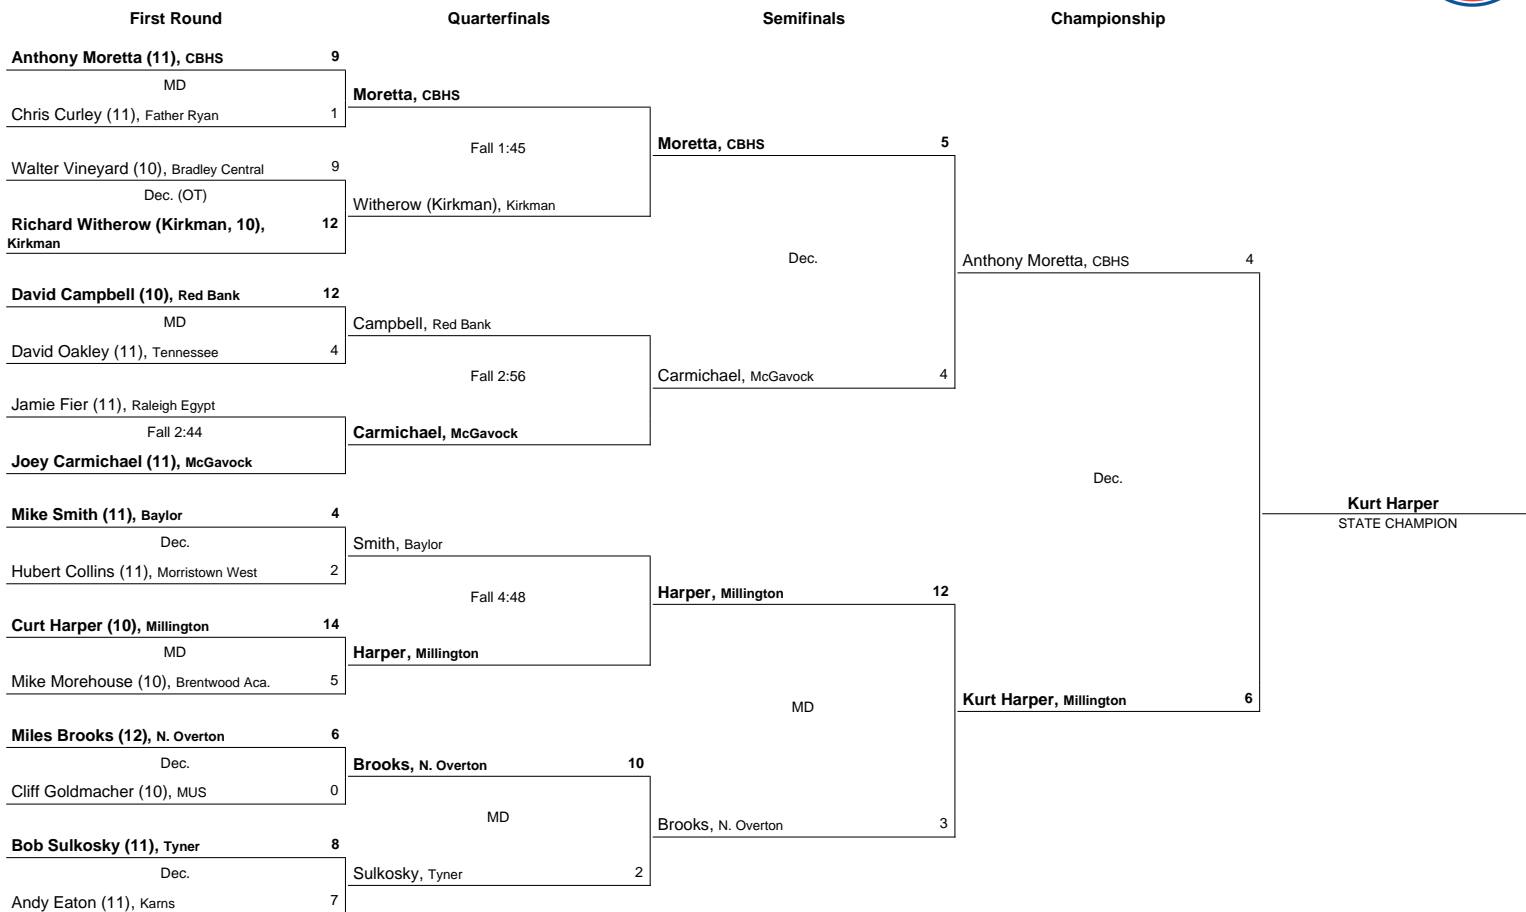 First Round Quarterfinals Semifinals Championship
Anthony Moretta (11), CBHS 9
MD
Chris Curley (11), Father Ryan 1
Moretta, CBHS
Fall 1:45
Witherow (Kirkman), Kirkman
Walter Vineyard (10), Bradley Central 9
Dec. (OT)
Richard Witherow (Kirkman, 10), 12
Kirkman
Moretta, CBHS 5
Dec.
Carmichael, McGavock 4
David Campbell (10), Red Bank 12
MD
David Oakley (11), Tennessee 4
Campbell, Red Bank
Fall 2:56
Carmichael, McGavock
Jamie Fier (11), Raleigh Egypt
Fall 2:44
Joey Carmichael (11), McGavock
Anthony Moretta, CBHS 4
Dec.
Kurt Harper, Millington 6
Kurt Harper
STATE CHAMPION
Mike Smith (11), Baylor 4
Dec.
Hubert Collins (11), Morristown West 2
Smith, Baylor
Fall 4:48
Harper, Millington
Curt Harper (10), Millington 14
MD
Mike Morehouse (10), Brentwood Aca. 5
Harper, Millington 12
MD
Brooks, N. Overton 3
Miles Brooks (12), N. Overton 6
Dec.
Cliff Goldmacher (10), MUS 0
Brooks, N. Overton 10
MD
Sulkosky, Tyner 2
Bob Sulkosky (11), Tyner 8
Dec.
Andy Eaton (11), Karns 7